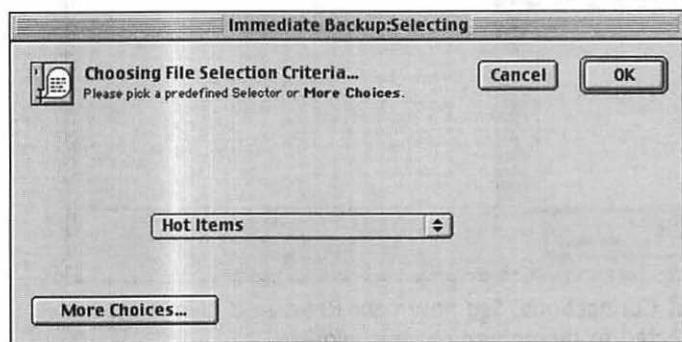 Immediate Backup:Selecting
Choosing File Selection Criteria...
Please pick a predefined Selector or More Choices.
Cancel
OK
Hot Items
More Choices...